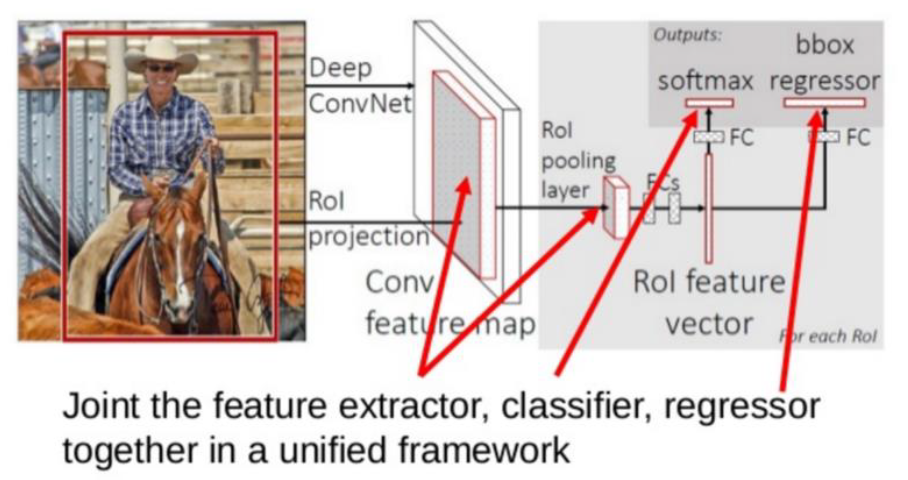 Deep
ConvNet
RoI
projection
Conv
feature map
RoI
pooling
layer
FCs
Outputs:
softmax
bbox
regressor
FC
FC
RoI feature
vector
For each RoI
Joint the feature extractor, classifier, regressor
together in a unified framework